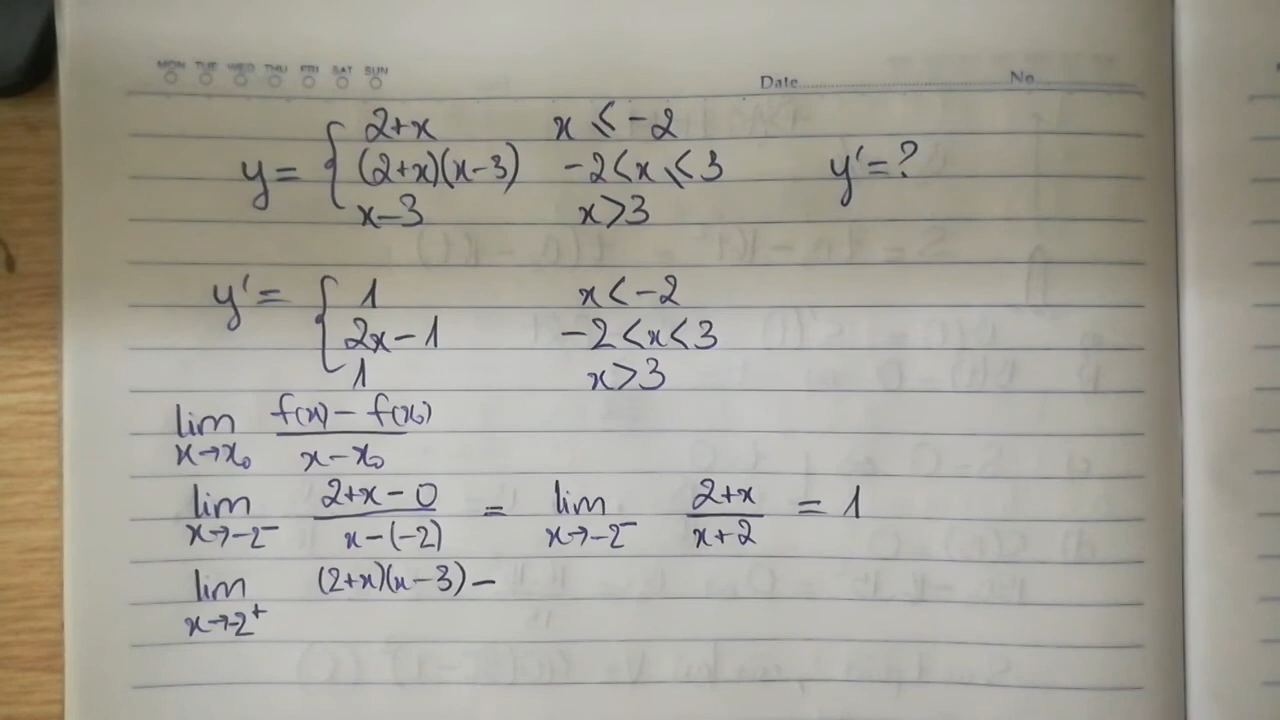 MON TUE WED THU FRI SAT SUN
Date No
y = { 2+x x ≤ -2
(2+x)(x-3) -2<x≤3 y'=?
x-3 x>3
y' = { 1 x<-2
2x-1 -2<x<3
1 x>3
lim x→x₀ (f(x) - f(x₀))/(x-x₀)
lim x→-2⁻ (2+x-0)/(x-(-2)) = lim x→-2⁻ (2+x)/(x+2) = 1
lim x→-2⁺ (2+x)(x-3) -